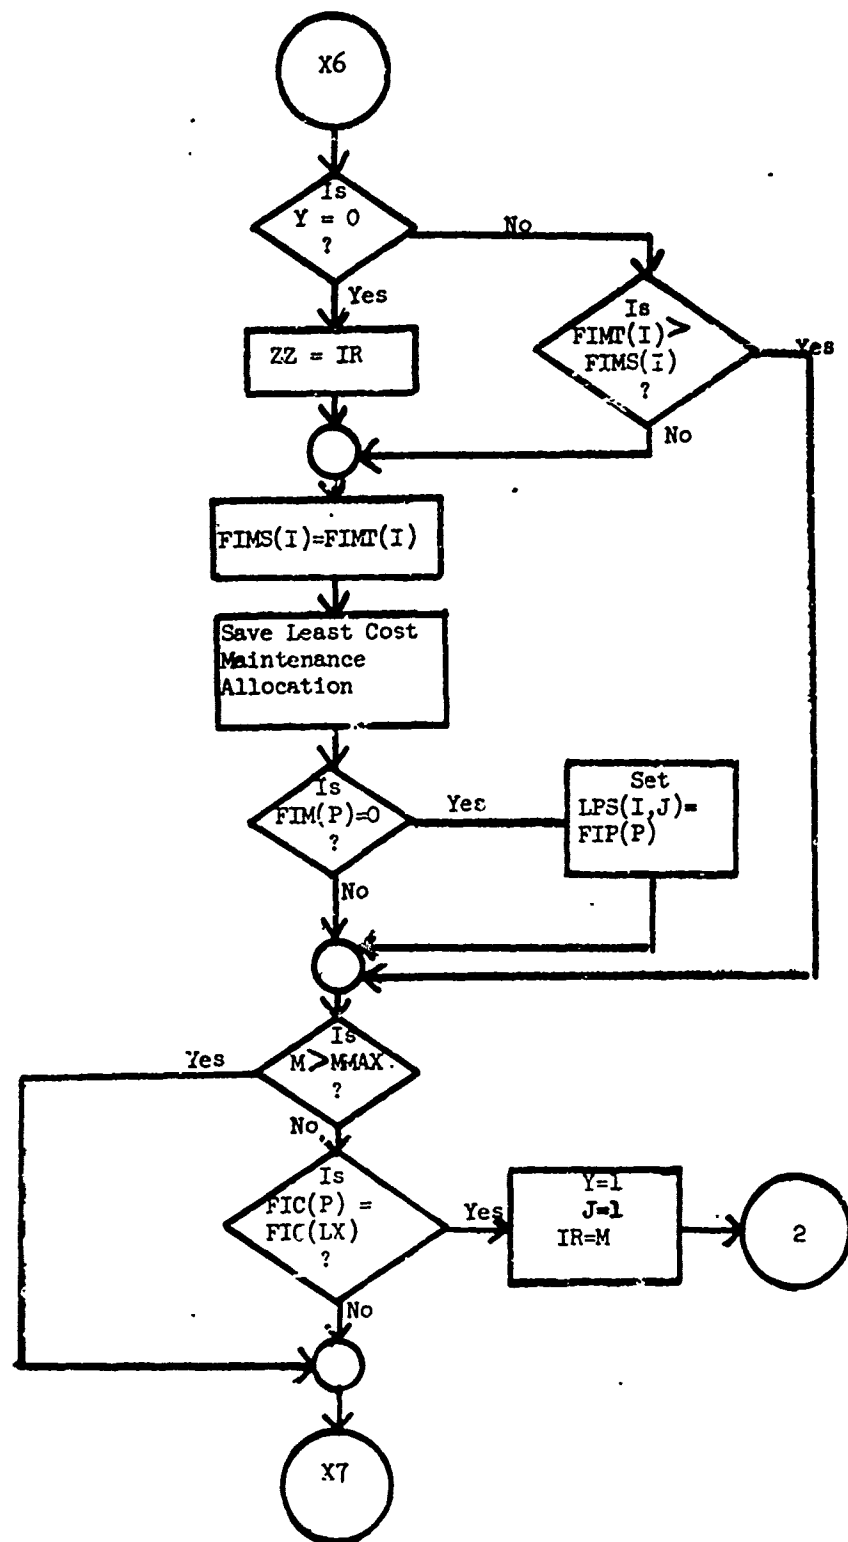 X6
Is
Y = 0
?
No
Yes
Is
FIMT(I)>
FIMS(I)
?
Yes
ZZ = IR
No
FIMS(I)=FIMT(I)
Save Least Cost
Maintenance
Allocation
Is
FIM(P)=0
?
Yes
Set
LPS(I,J)=
FIP(P)
No
Is
M>MMAX
?
Yes
No
Is
FIC(P) =
FIC(LX)
?
Yes
Y=1
J=1
IR=M
2
No
X7